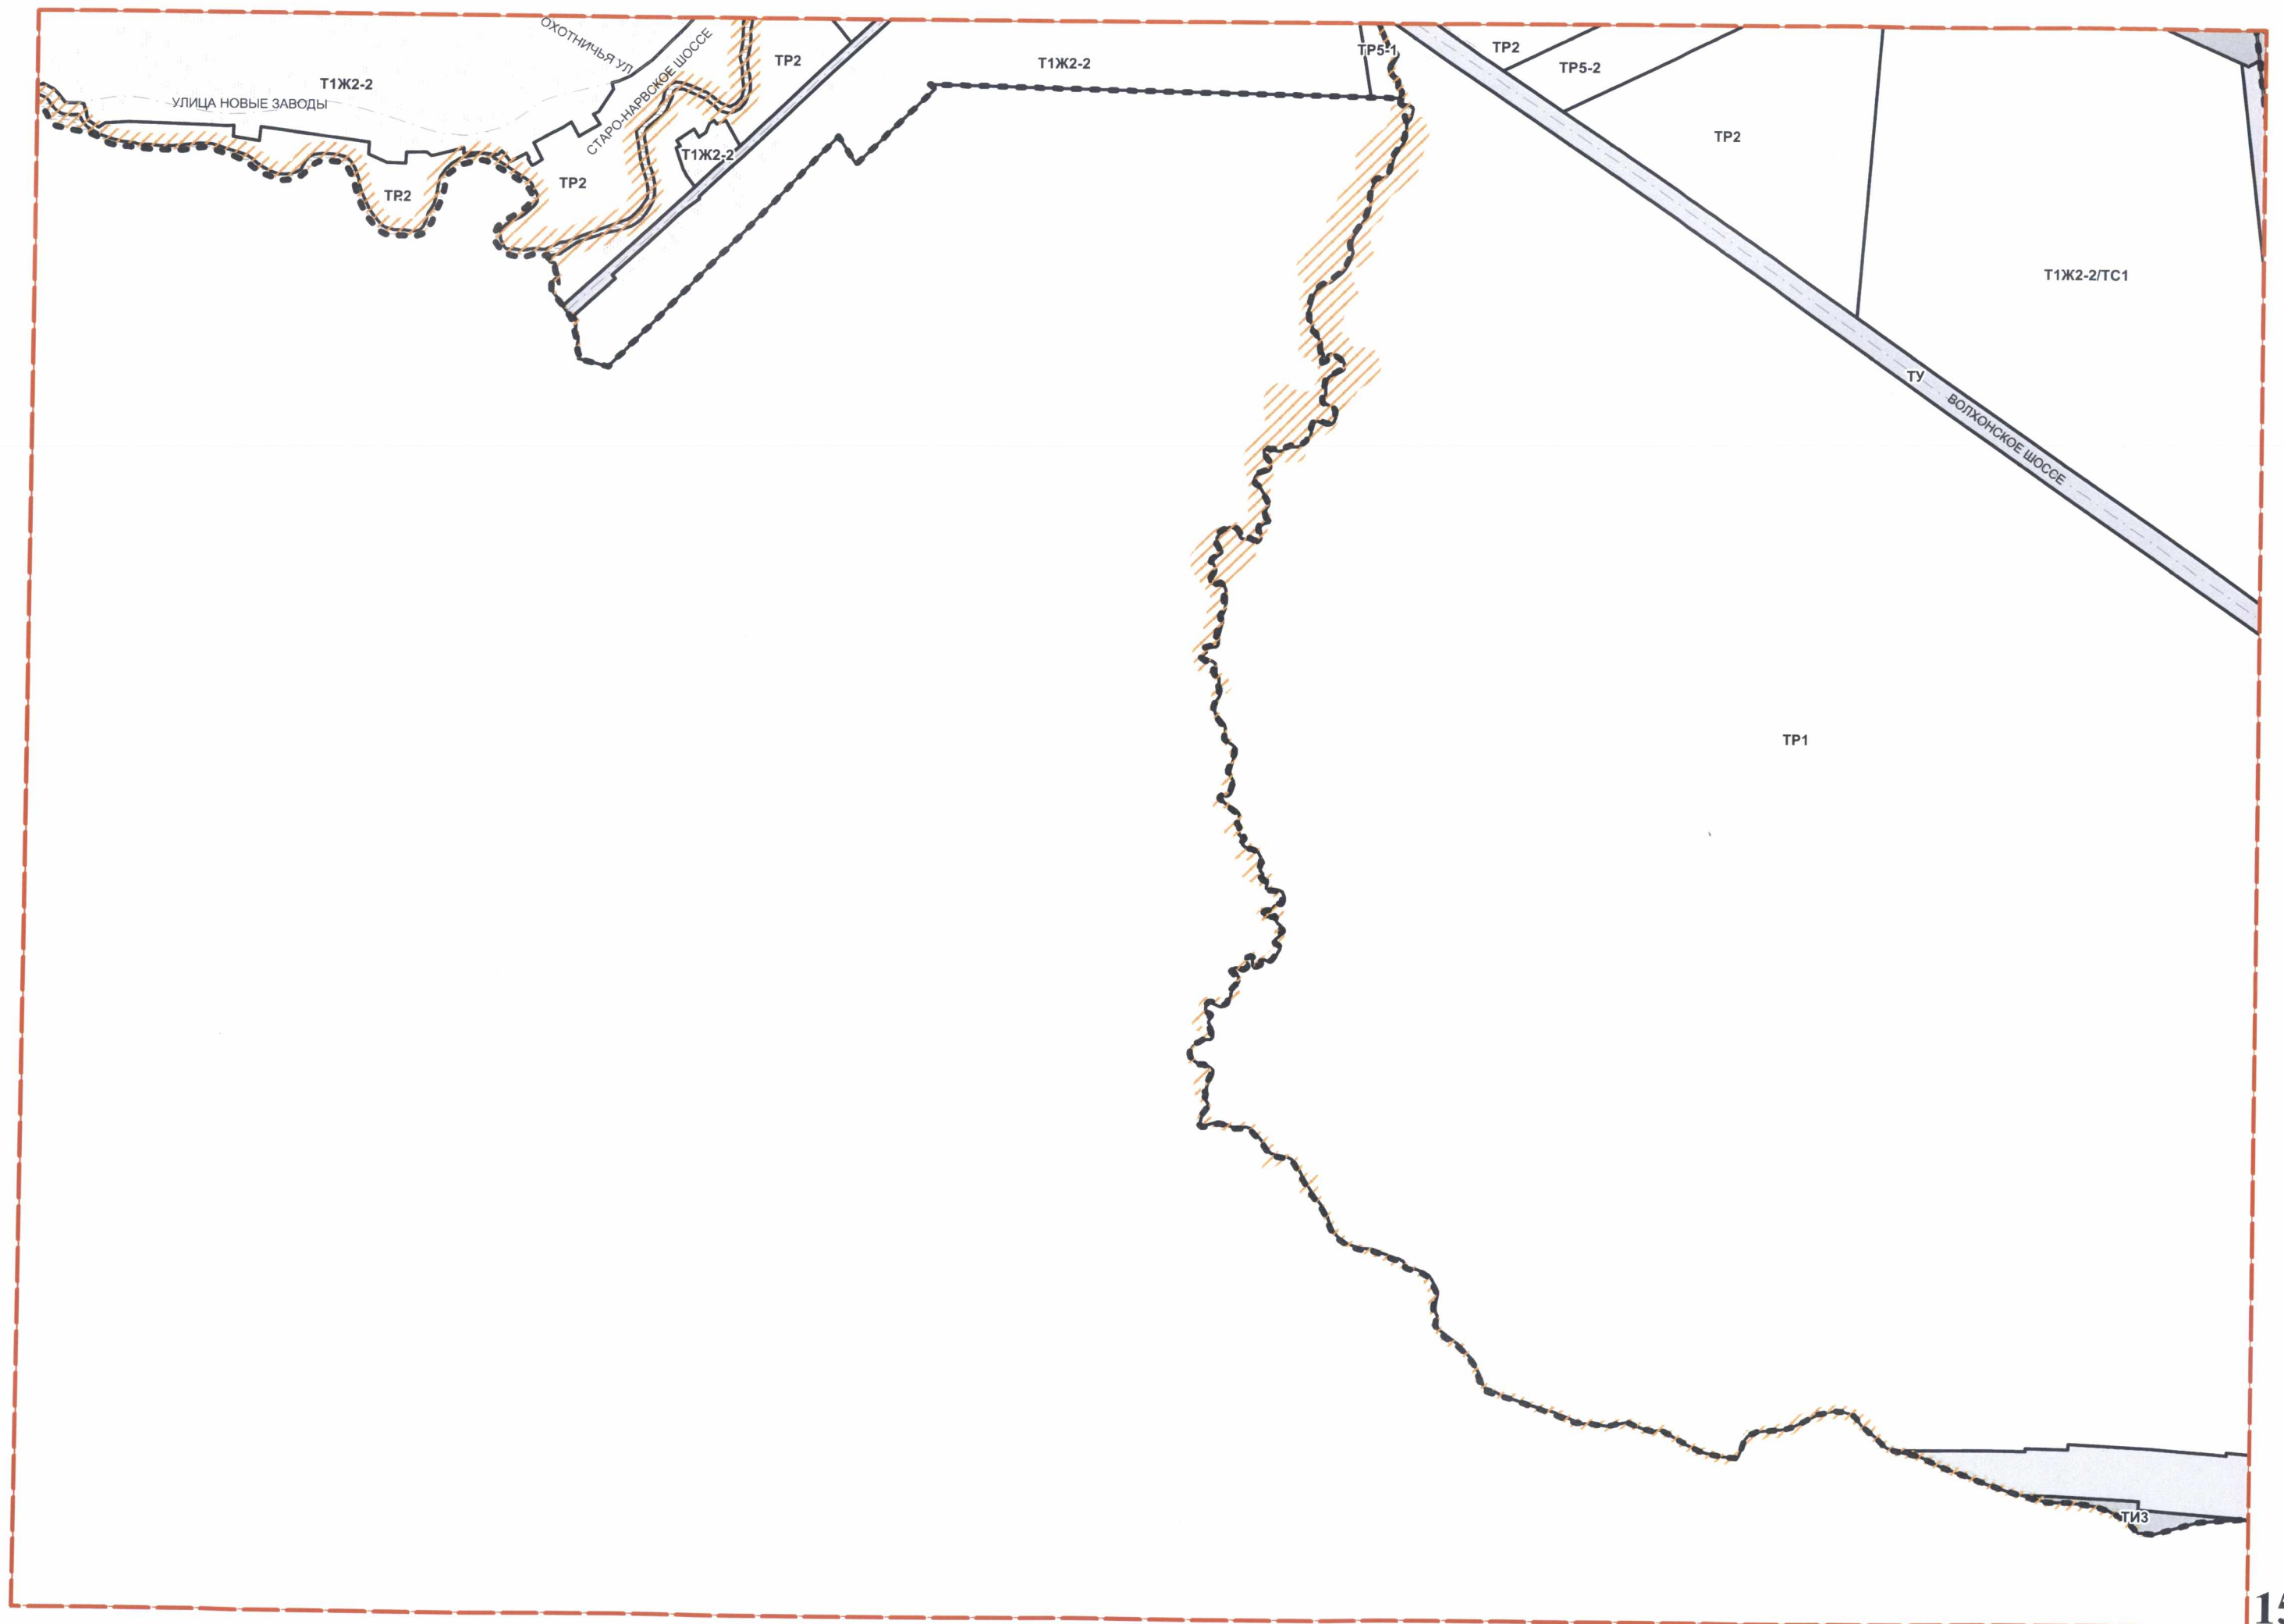 ОХОТНИЧЬЯ УЛ
СТАРО-НАРВСКОЕ ШОССЕ
ТР2
Т1Ж2-2
ТР5-1
ТР2
ТР5-2
Т1Ж2-2
УЛИЦА НОВЫЕ ЗАВОДЫ
ТР2
Т1Ж2-2
ТР2
ТР2
Т1Ж2-2/ТС1
ТУ
ВОЛХОНСКОЕ ШОССЕ
ТР1
ТИ3